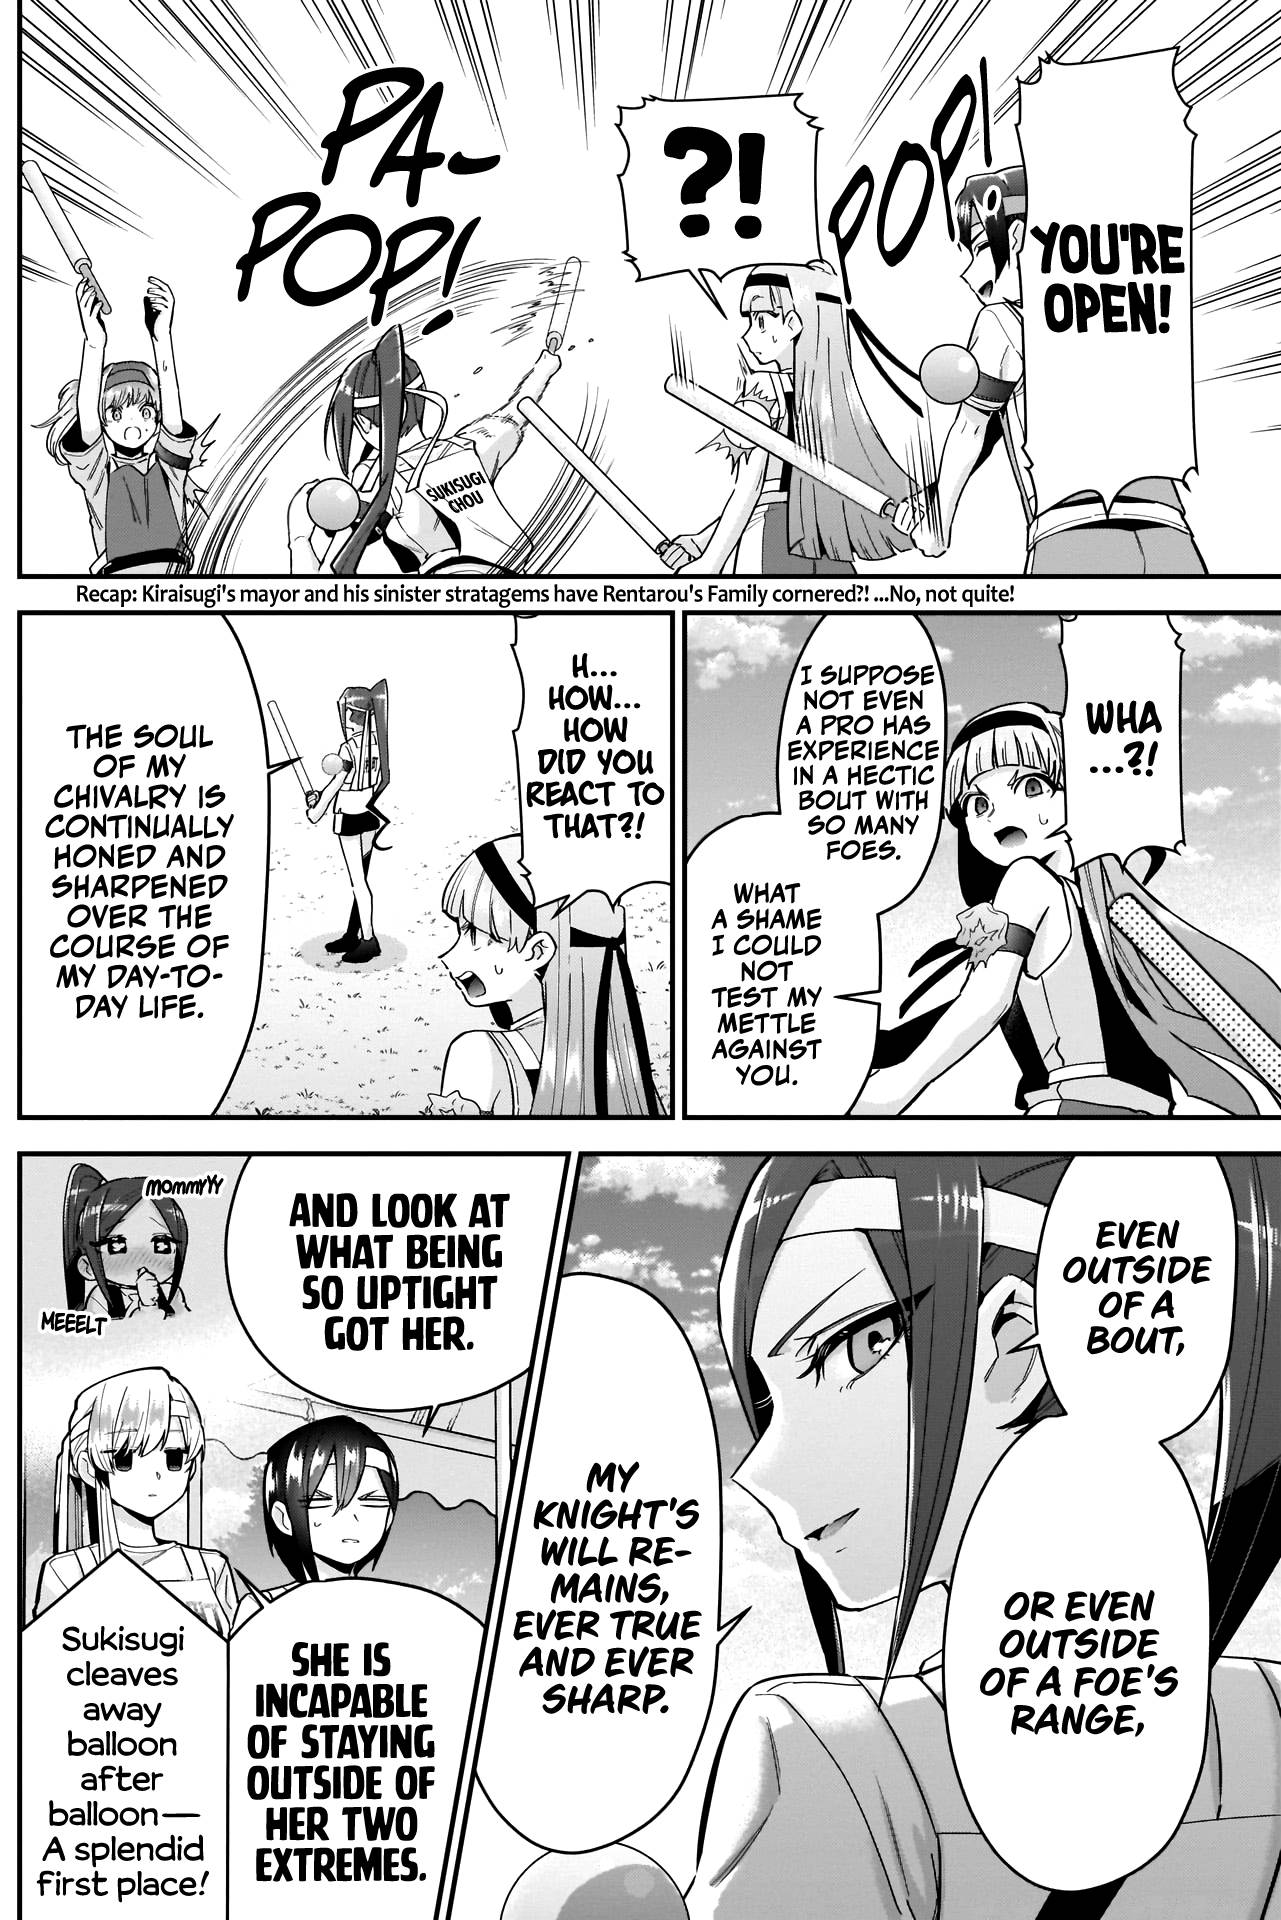 YOU'RE
OPEN!
POP!
?!
PA-
POP!
SUKISUGI
CHOU
Recap: Kiraisugi's mayor and his sinister stratagems have Rentarou's Family cornered?! ...No, not quite!
WHA
...?!
I SUPPOSE
NOT EVEN
A PRO HAS
EXPERIENCE
IN A HECTIC
BOUT WITH
SO MANY
FOES.
WHAT
A SHAME
I COULD
NOT
TEST MY
METTLE
AGAINST
YOU.
H...
HOW...
HOW
DID YOU
REACT TO
THAT?!
THE SOUL
OF MY
CHIVALRY IS
CONTINUALLY
HONED AND
SHARPENED
OVER THE
COURSE OF
MY DAY-TO-
DAY LIFE.
EVEN
OUTSIDE
OF A
BOUT,
OR EVEN
OUTSIDE
OF A FOE'S
RANGE,
MY
KNIGHT'S
WILL RE-
MAINS,
EVER TRUE
AND EVER
SHARP.
AND LOOK AT
WHAT BEING
SO UPTIGHT
GOT HER.
MOMMYYY
MEEELT
SHE IS
INCAPABLE
OF STAYING
OUTSIDE OF
HER TWO
EXTREMES.
Sukisugi
cleaves
away
balloon
after
balloon—
A splendid
first place!